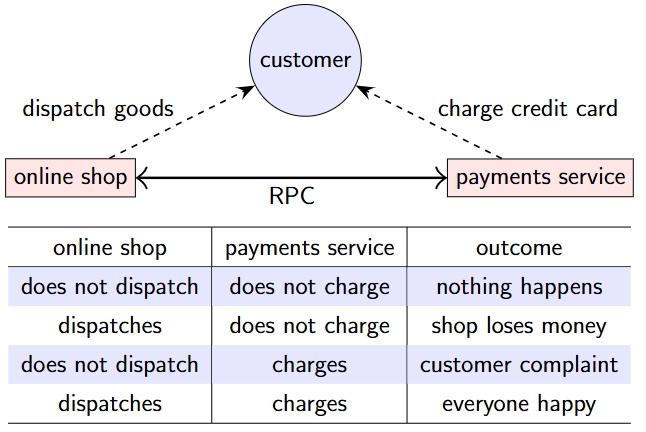 customer
dispatch goods
charge credit card
online shop
payments service
RPC
online shop payments service outcome
does not dispatch does not charge nothing happens
dispatches does not charge shop loses money
does not dispatch charges customer complaint
dispatches charges everyone happy